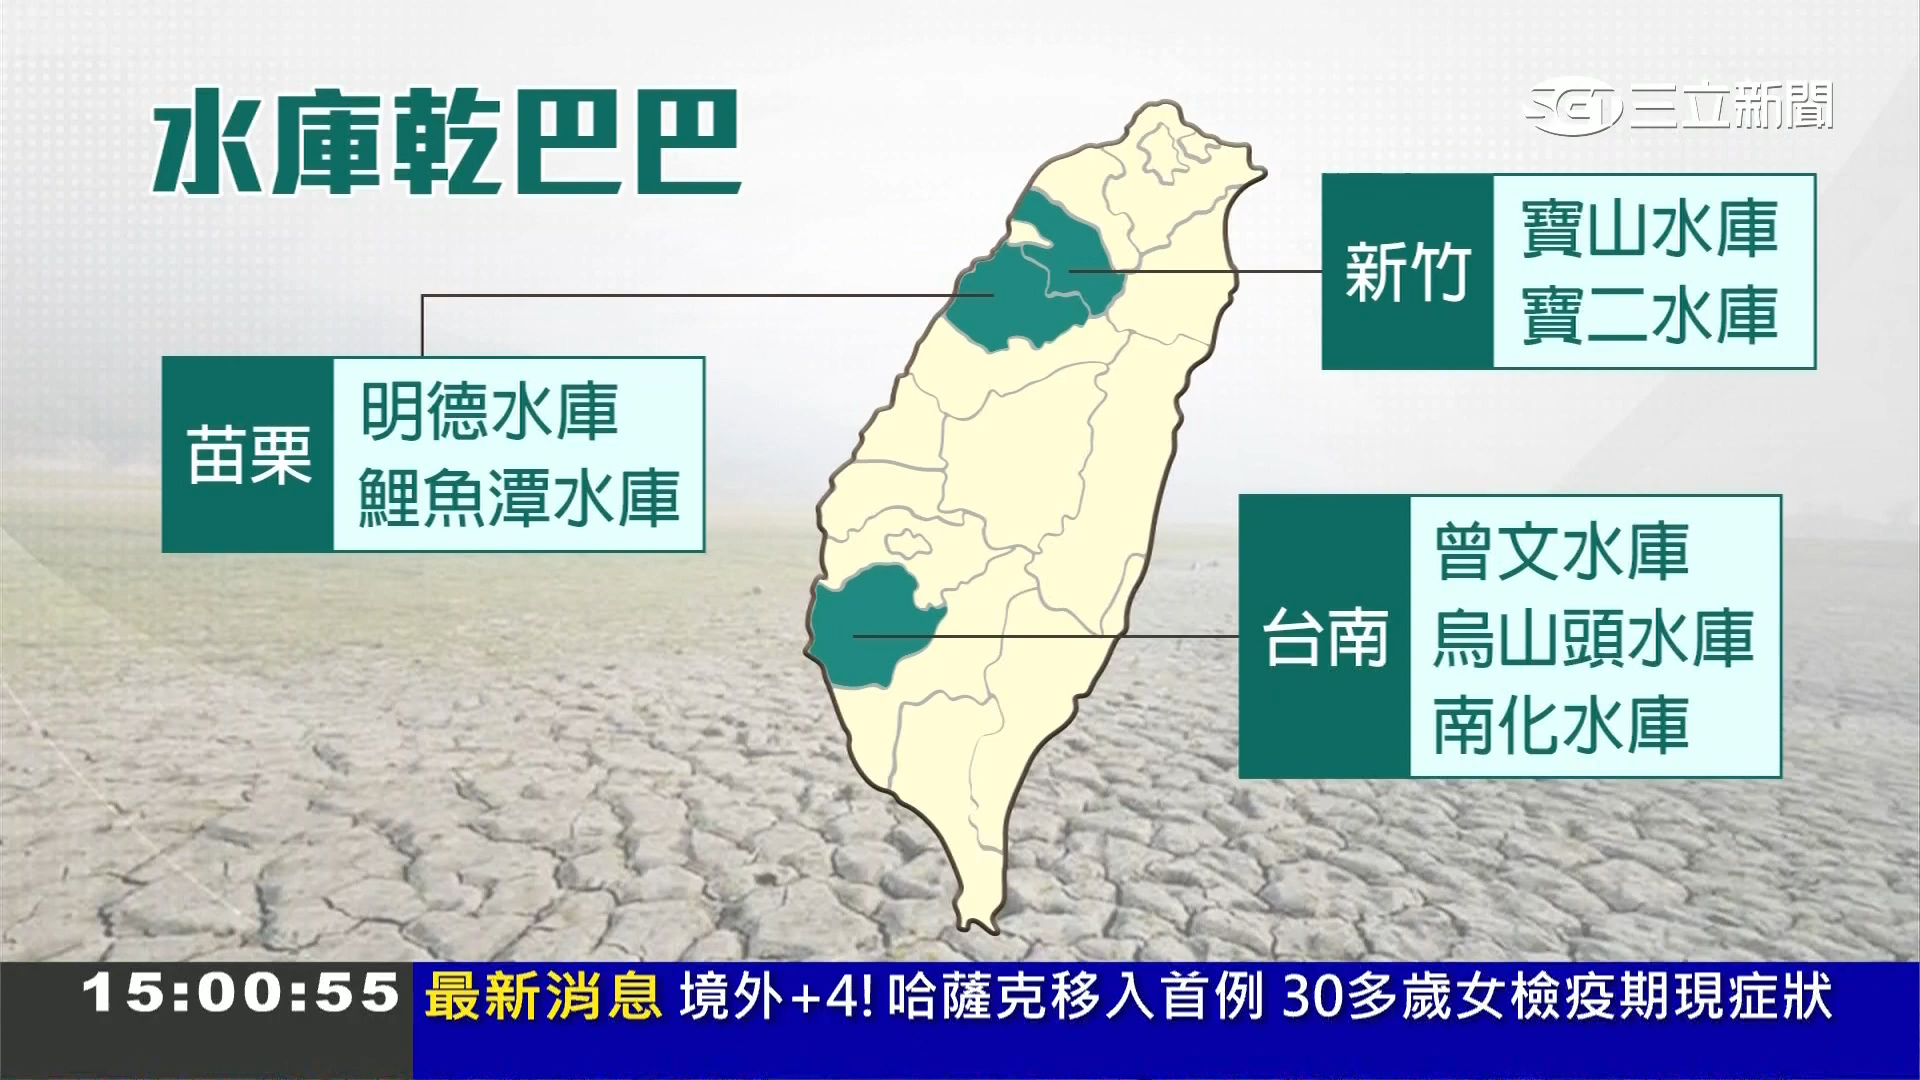 水庫乾巴巴
SET三立新聞
新竹
寶山水庫
寶二水庫
苗栗
明德水庫
鯉魚潭水庫
台南
曾文水庫
烏山頭水庫
南化水庫
15:00:55
最新消息 境外+4!哈薩克移入首例 30多歲女檢疫期現症狀